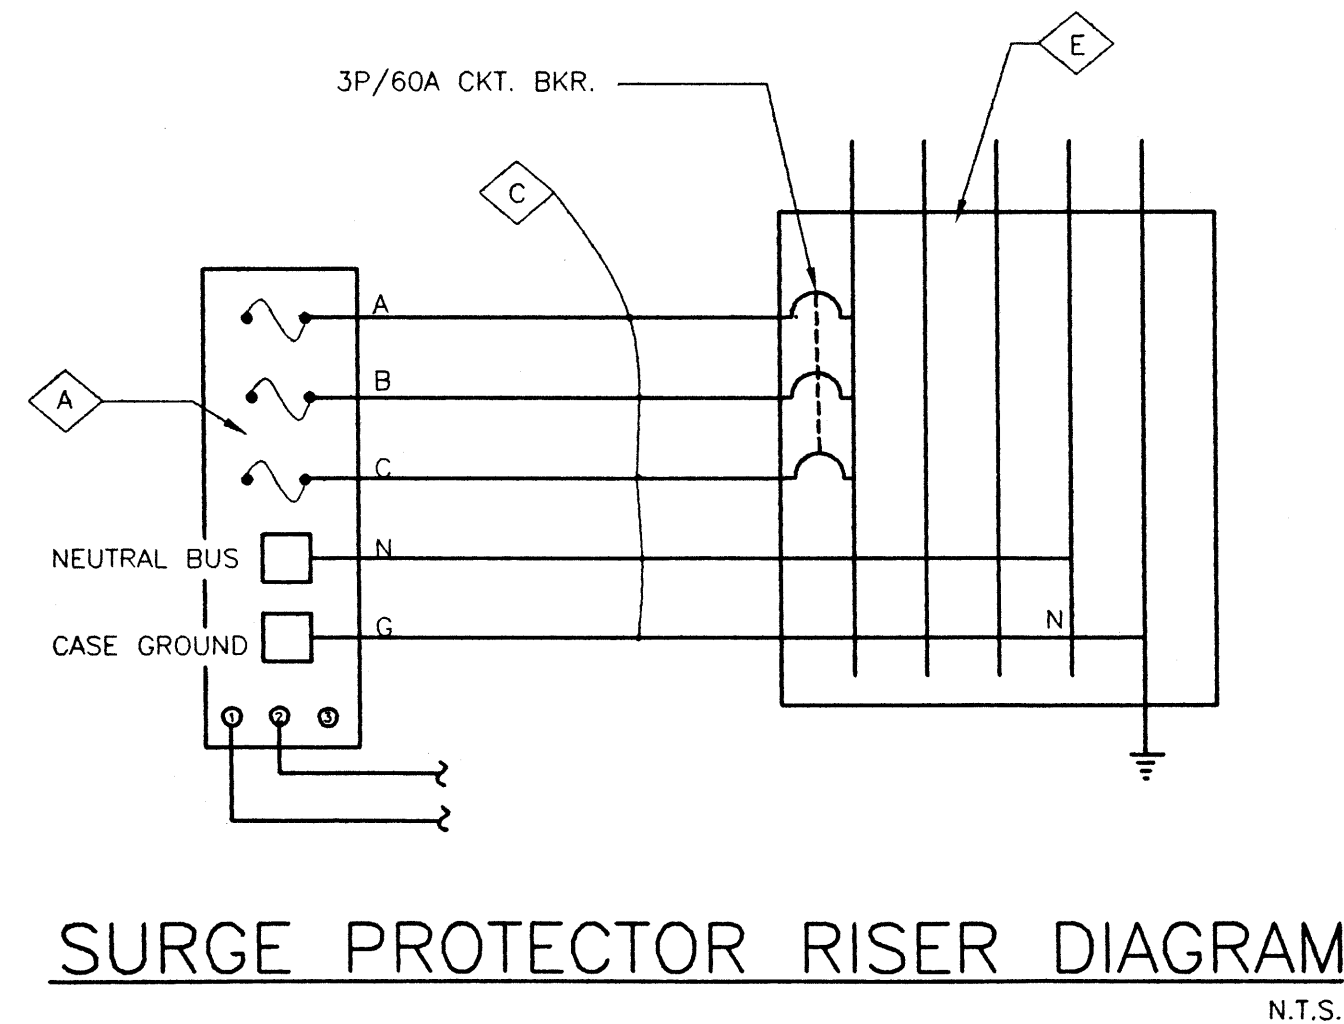 E
3P/60A CKT. BKR.
C
A
B
A
C
NEUTRAL BUS
N
G
N
CASE GROUND
1 2 3
SURGE PROTECTOR RISER DIAGRAM
N.T.S.